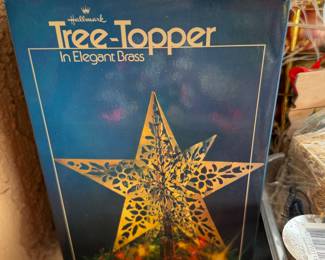 Hallmark
Tree-Topper
In Elegant Brass